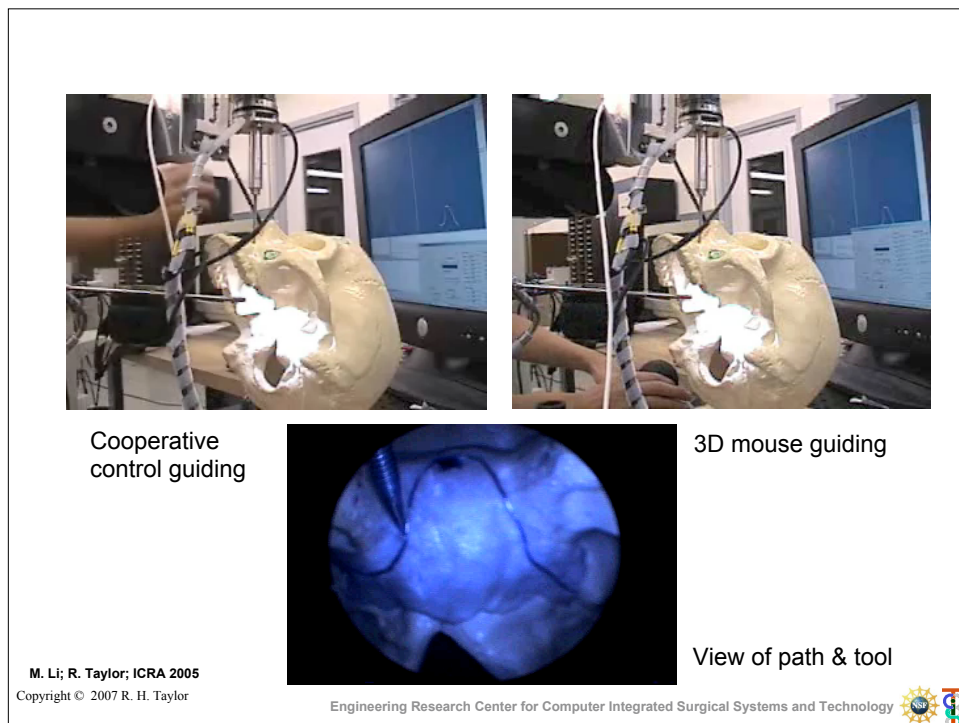 Cooperative
control guiding
3D mouse guiding
View of path & tool
M. Li; R. Taylor; ICRA 2005
Copyright © 2007 R. H. Taylor
Engineering Research Center for Computer Integrated Surgical Systems and Technology
NSF